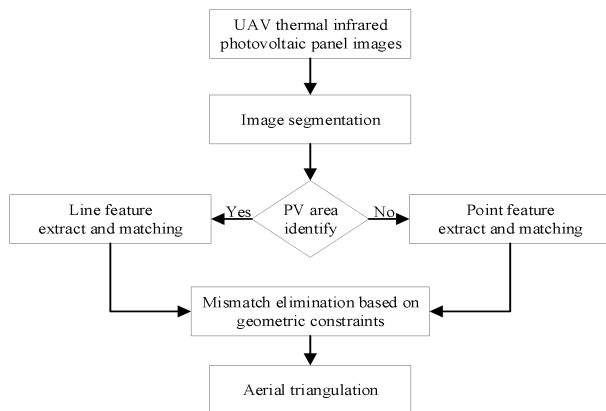 UAV thermal infrared
photovoltaic panel images
Image segmentation
Line feature
extract and matching
Yes
PV area
identify
No
Point feature
extract and matching
Mismatch elimination based on
geometric constraints
Aerial triangulation